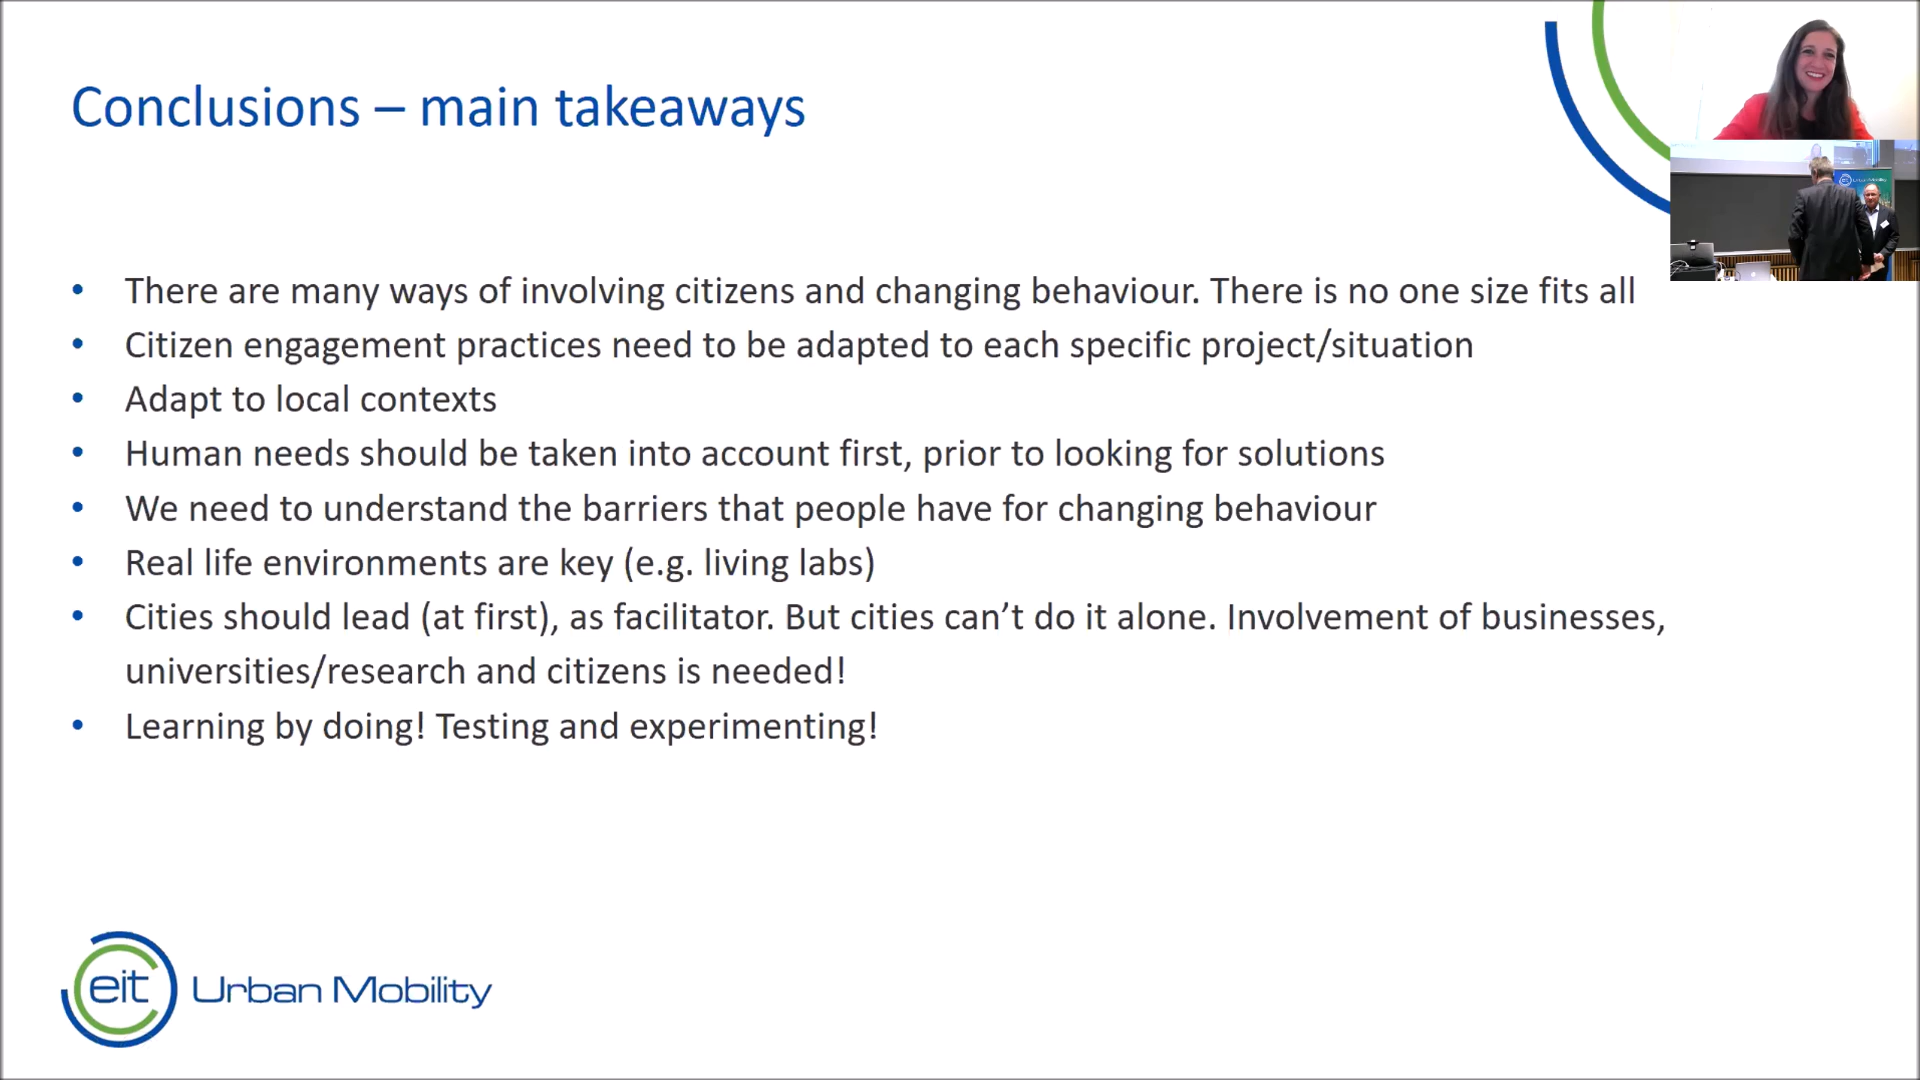 Conclusions – main takeaways
• There are many ways of involving citizens and changing behaviour. There is no one size fits all
• Citizen engagement practices need to be adapted to each specific project/situation
• Adapt to local contexts
• Human needs should be taken into account first, prior to looking for solutions
• We need to understand the barriers that people have for changing behaviour
• Real life environments are key (e.g. living labs)
• Cities should lead (at first), as facilitator. But cities can’t do it alone. Involvement of businesses,
universities/research and citizens is needed!
• Learning by doing! Testing and experimenting!
eit Urban Mobility
eit Urban Mobility